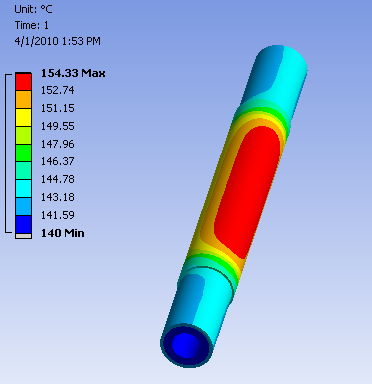 Unit: °C
Time: 1
4/1/2010 1:53 PM
154.33 Max
152.74
151.15
149.55
147.96
146.37
144.78
143.18
141.59
140 Min